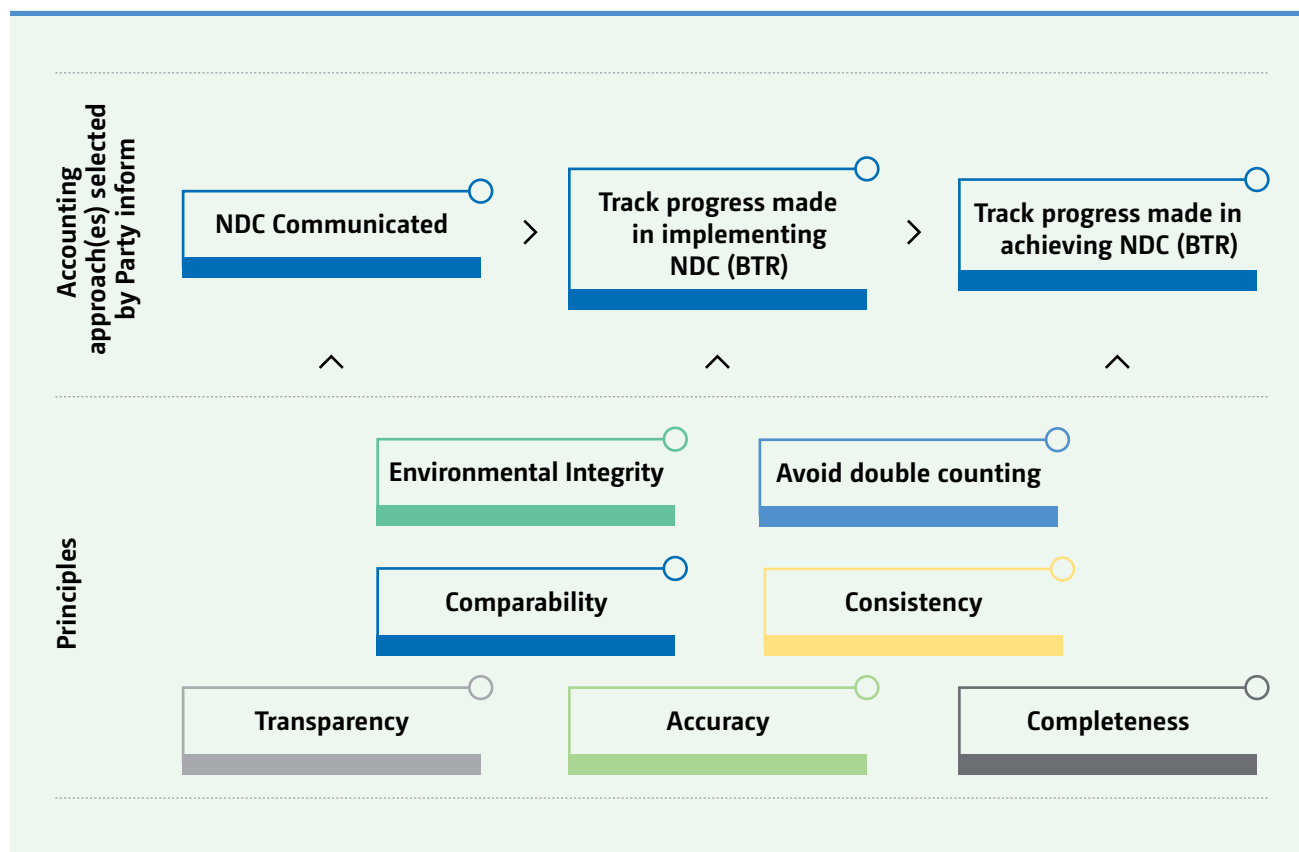 Accounting
approach(es) selected
by Party inform
NDC Communicated
>
Track progress made
in implementing
NDC (BTR)
>
Track progress made in
achieving NDC (BTR)
Principles
Environmental Integrity
Avoid double counting
Comparability
Consistency
Transparency
Accuracy
Completeness